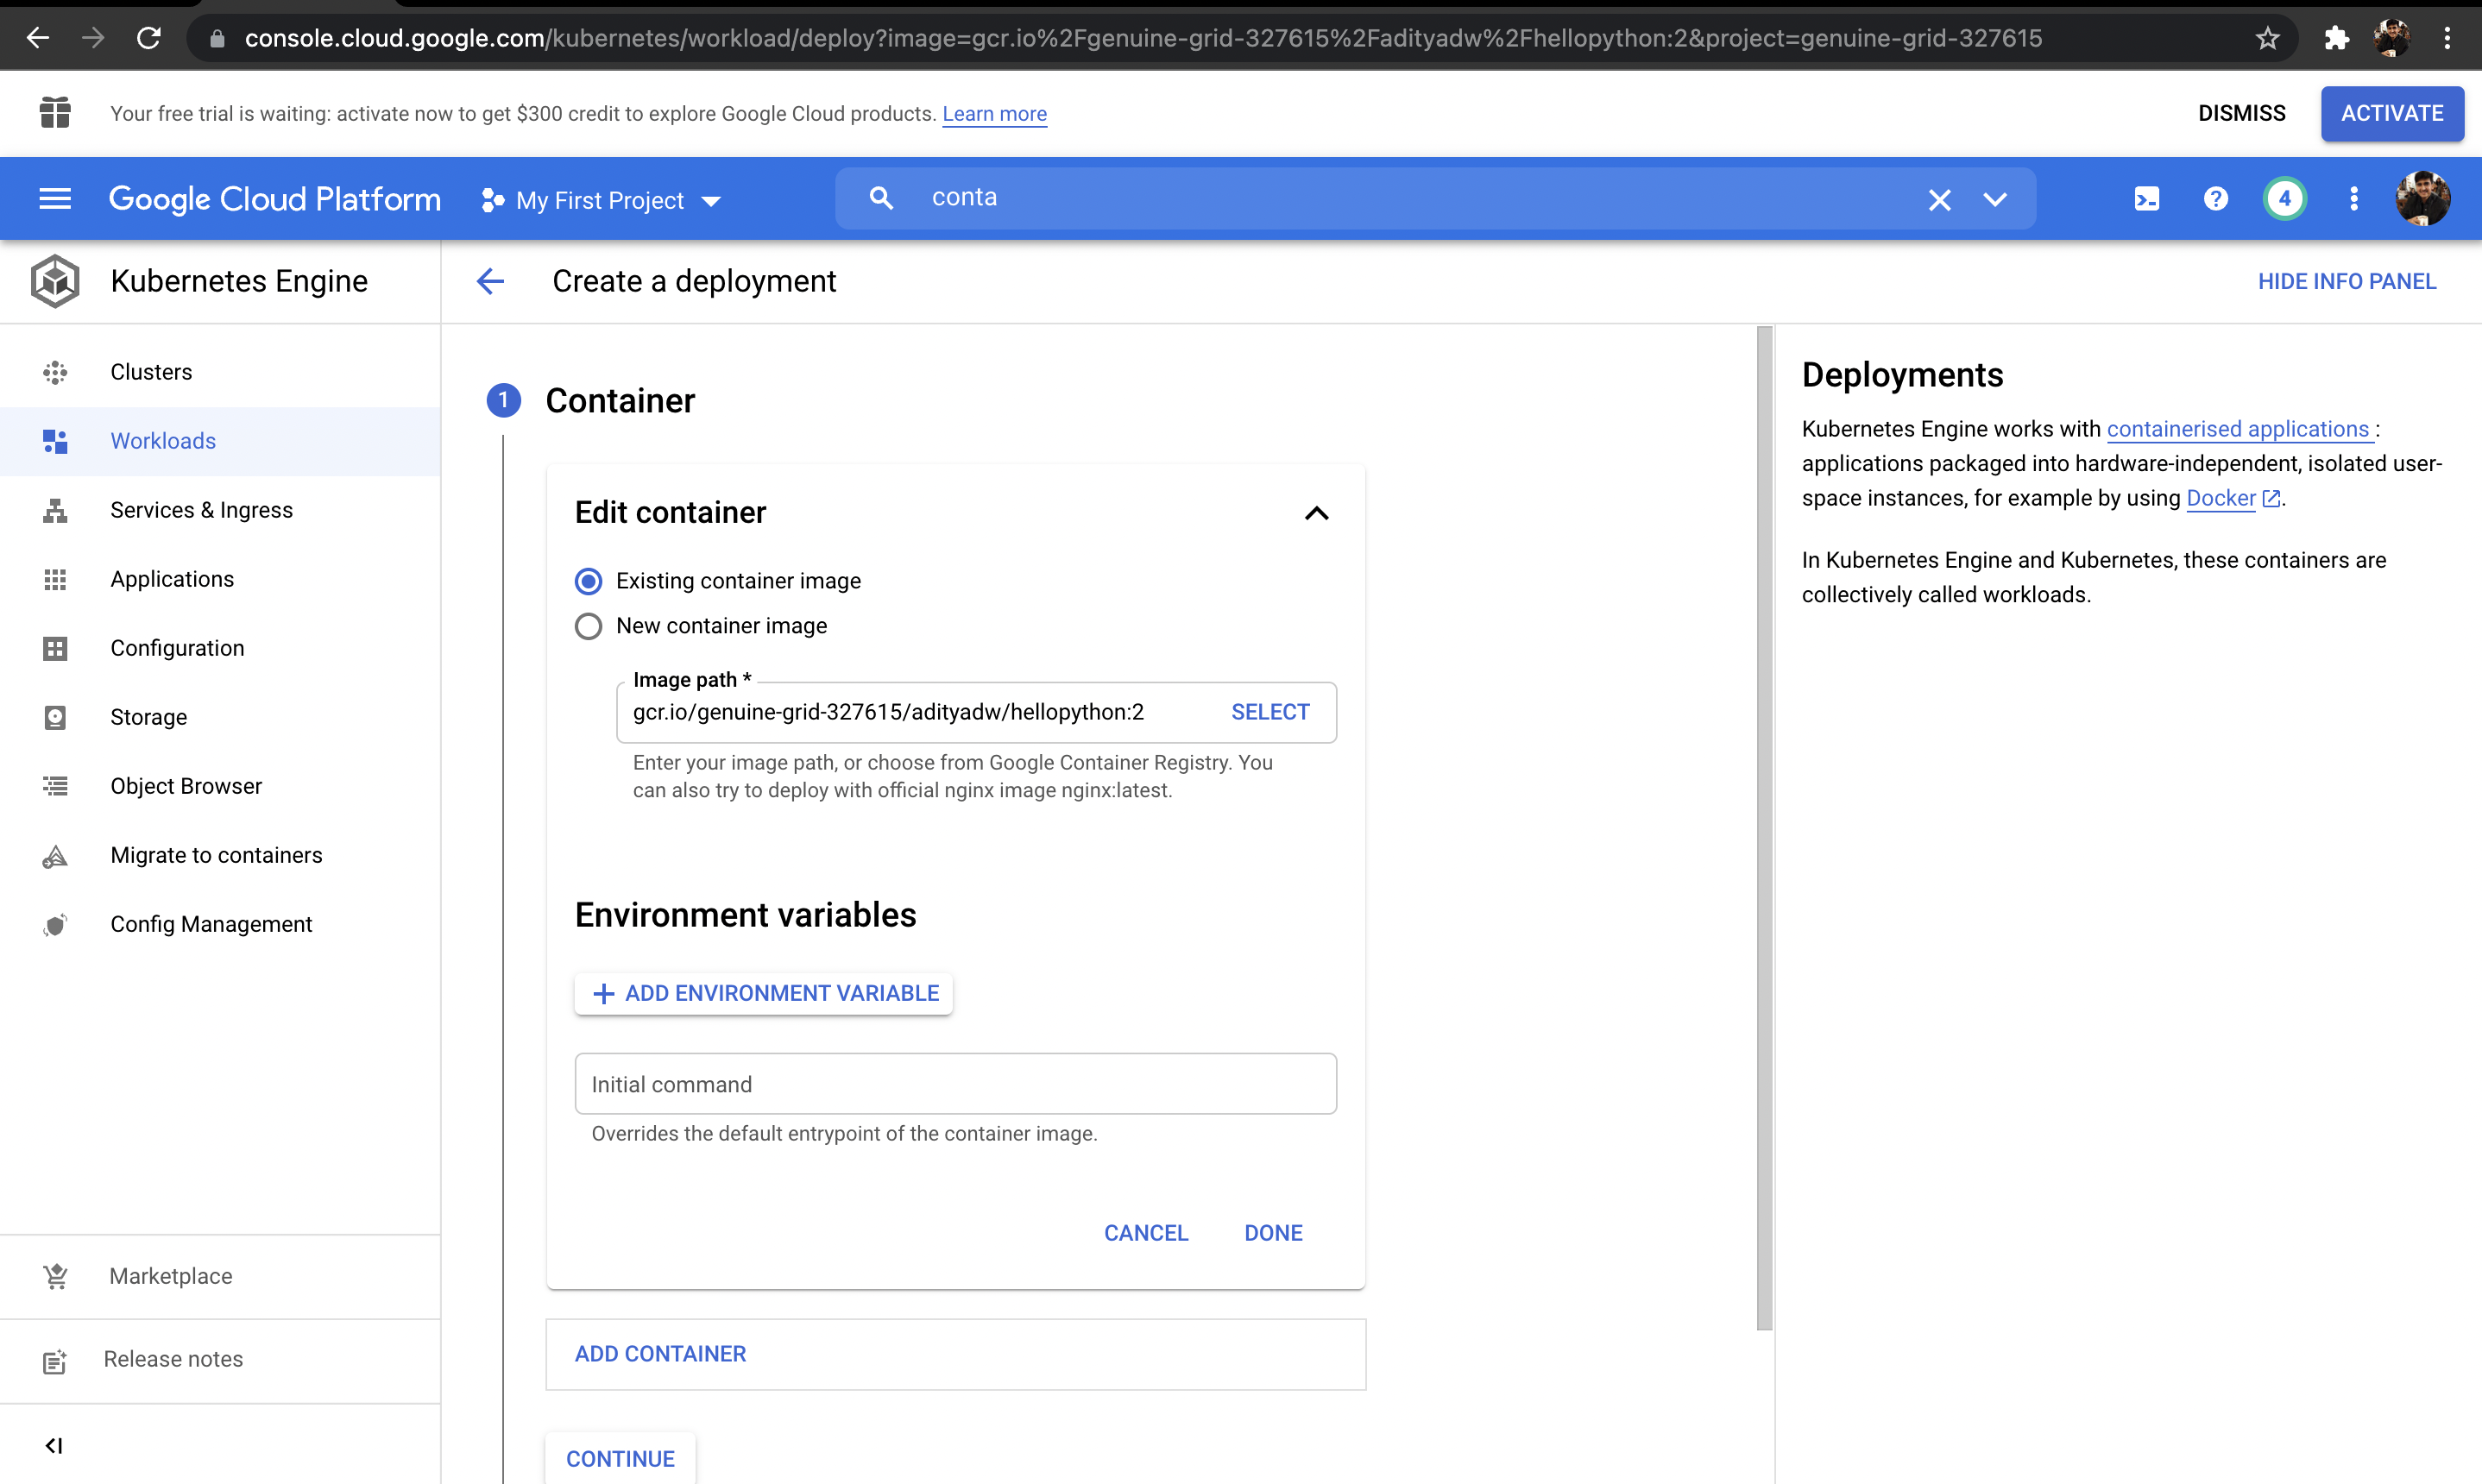 console.cloud.google.com/kubernetes/workload/deploy?image=gcr.io%2Fgenuine-grid-327615%2Fadityadw%2Fhellopython:2&project=genuine-grid-327615
Your free trial is waiting: activate now to get $300 credit to explore Google Cloud products. Learn more
DISMISS
ACTIVATE
Google Cloud Platform
My First Project
conta
4
Kubernetes Engine
Create a deployment
HIDE INFO PANEL
Clusters
Workloads
Services & Ingress
Applications
Configuration
Storage
Object Browser
Migrate to containers
Config Management
Marketplace
Release notes
1
Container
Edit container
Existing container image
New container image
Image path *
gcr.io/genuine-grid-327615/adityadw/hellopython:2
SELECT
Enter your image path, or choose from Google Container Registry. You
can also try to deploy with official nginx image nginx:latest.
Environment variables
ADD ENVIRONMENT VARIABLE
Initial command
Overrides the default entrypoint of the container image.
CANCEL
DONE
ADD CONTAINER
CONTINUE
Deployments
Kubernetes Engine works with containerised applications :
applications packaged into hardware-independent, isolated user-
space instances, for example by using Docker.
In Kubernetes Engine and Kubernetes, these containers are
collectively called workloads.